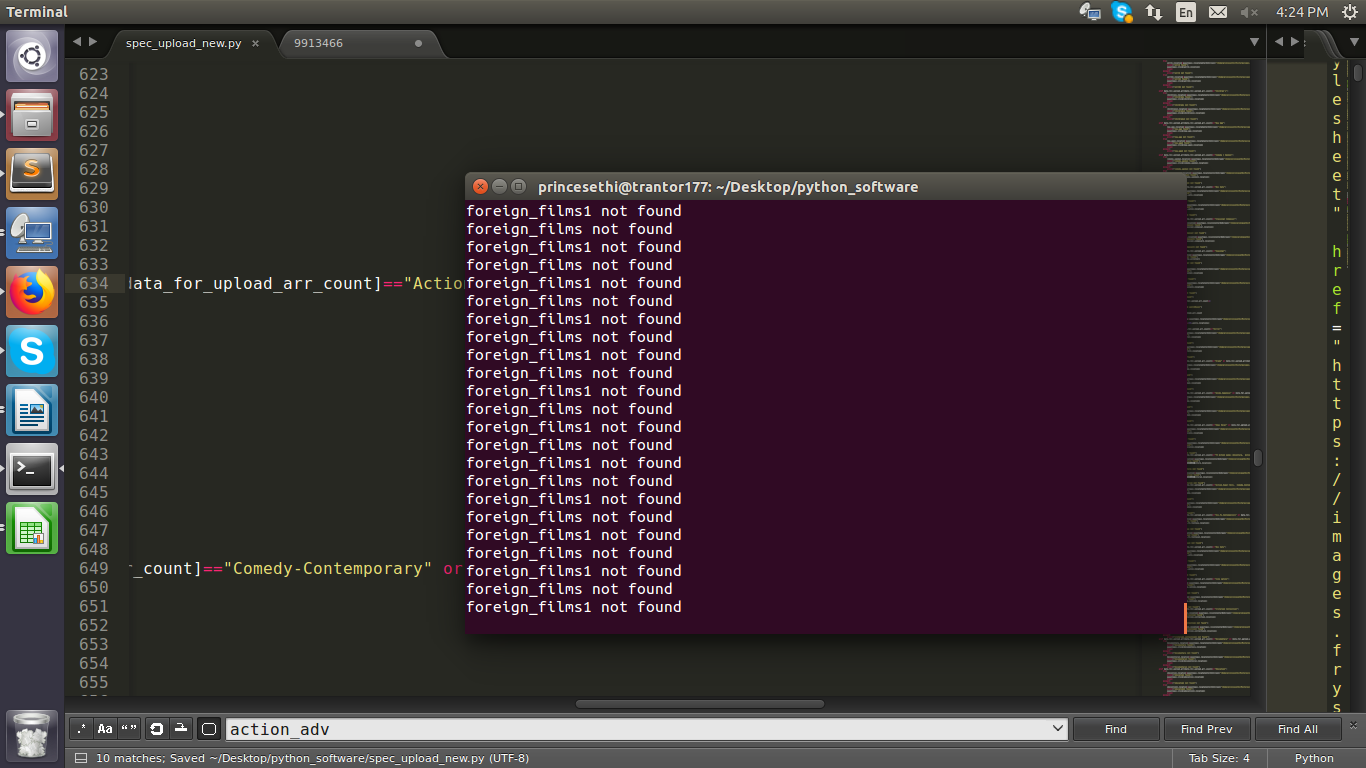 Terminal
En
4:24 PM
spec_upload_new.py ×
9913466
623
624
625
626
627
628
629
630
631
632
633
634
635
636
637
638
639
640
641
642
643
644
645
646
647
648
649
650
651
652
653
654
655
data_for_upload_arr_count]=="Action
r_count]=="Comedy-Contemporary" or
princesethi@trantor177: ~/Desktop/python_software
foreign_films1 not found
foreign_films not found
foreign_films1 not found
foreign_films not found
foreign_films1 not found
foreign_films not found
foreign_films1 not found
foreign_films not found
foreign_films1 not found
foreign_films not found
foreign_films1 not found
foreign_films not found
foreign_films1 not found
foreign_films not found
foreign_films1 not found
foreign_films not found
foreign_films1 not found
foreign_films not found
foreign_films1 not found
foreign_films not found
foreign_films1 not found
foreign_films not found
foreign_films1 not found
ylesheet" href="https://images.frys
.* Aa “”
action_adv
Find
Find Prev
Find All
10 matches; Saved ~/Desktop/python_software/spec_upload_new.py (UTF-8)
Tab Size: 4
Python